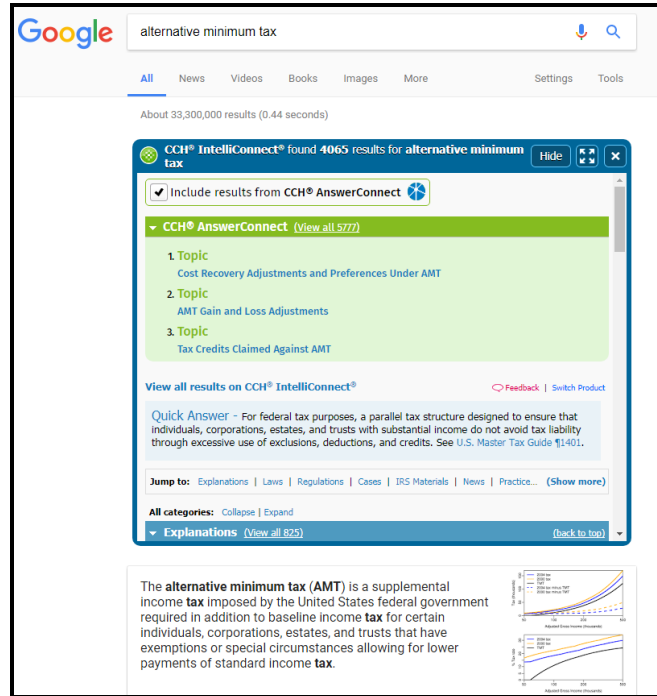 Google
alternative minimum tax
All News Videos Books Images More Settings Tools
About 33,300,000 results (0.44 seconds)
CCH® IntelliConnect® found 4065 results for alternative minimum
tax
Hide
Include results from CCH® AnswerConnect
CCH® AnswerConnect (View all 5777)
1. Topic
Cost Recovery Adjustments and Preferences Under AMT
2. Topic
AMT Gain and Loss Adjustments
3. Topic
Tax Credits Claimed Against AMT
View all results on CCH® IntelliConnect® Feedback | Switch Product
Quick Answer - For federal tax purposes, a parallel tax structure designed to ensure that
individuals, corporations, estates, and trusts with substantial income do not avoid tax liability
through excessive use of exclusions, deductions, and credits. See U.S. Master Tax Guide ¶1401.
Jump to: Explanations | Laws | Regulations | Cases | IRS Materials | News | Practice... (Show more)
All categories: Collapse | Expand
Explanations (View all 825) (back to top)
The alternative minimum tax (AMT) is a supplemental
income tax imposed by the United States federal government
required in addition to baseline income tax for certain
individuals, corporations, estates, and trusts that have
exemptions or special circumstances allowing for lower
payments of standard income tax.